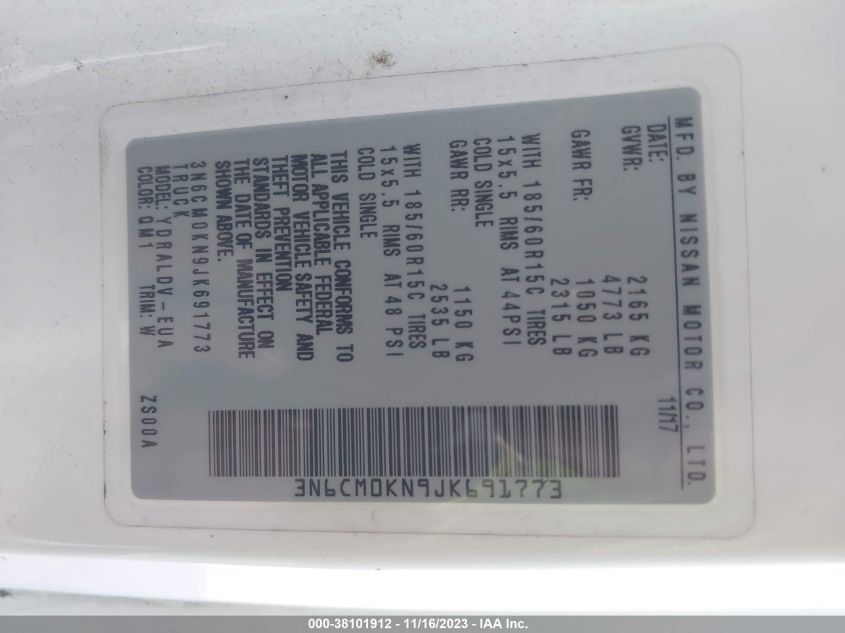 MFD. BY NISSAN MOTOR CO., LTD.
DATE: 11/17
GVWR: 2165 KG
4773 LB
GAWR FR: 1050 KG
2315 LB
WITH 185/60R15C TIRES
15x5.5 RIMS AT 44PSI
COLD SINGLE
GAWR RR: 1150 KG
2535 LB
WITH 185/60R15C TIRES
15x5.5 RIMS AT 48 PSI
COLD SINGLE
THIS VEHICLE CONFORMS TO
ALL APPLICABLE FEDERAL
MOTOR VEHICLE SAFETY AND
THEFT PREVENTION
STANDARDS IN EFFECT ON
THE DATE OF MANUFACTURE
SHOWN ABOVE.
3N6CM0KN9JK691773
TRUCK
MODEL: YDRALDV-EUA
COLOR: QM1 TRIM: W ZS00A
3N6CM0KN9JK691773
000-38101912 - 11/16/2023 - IAA Inc.